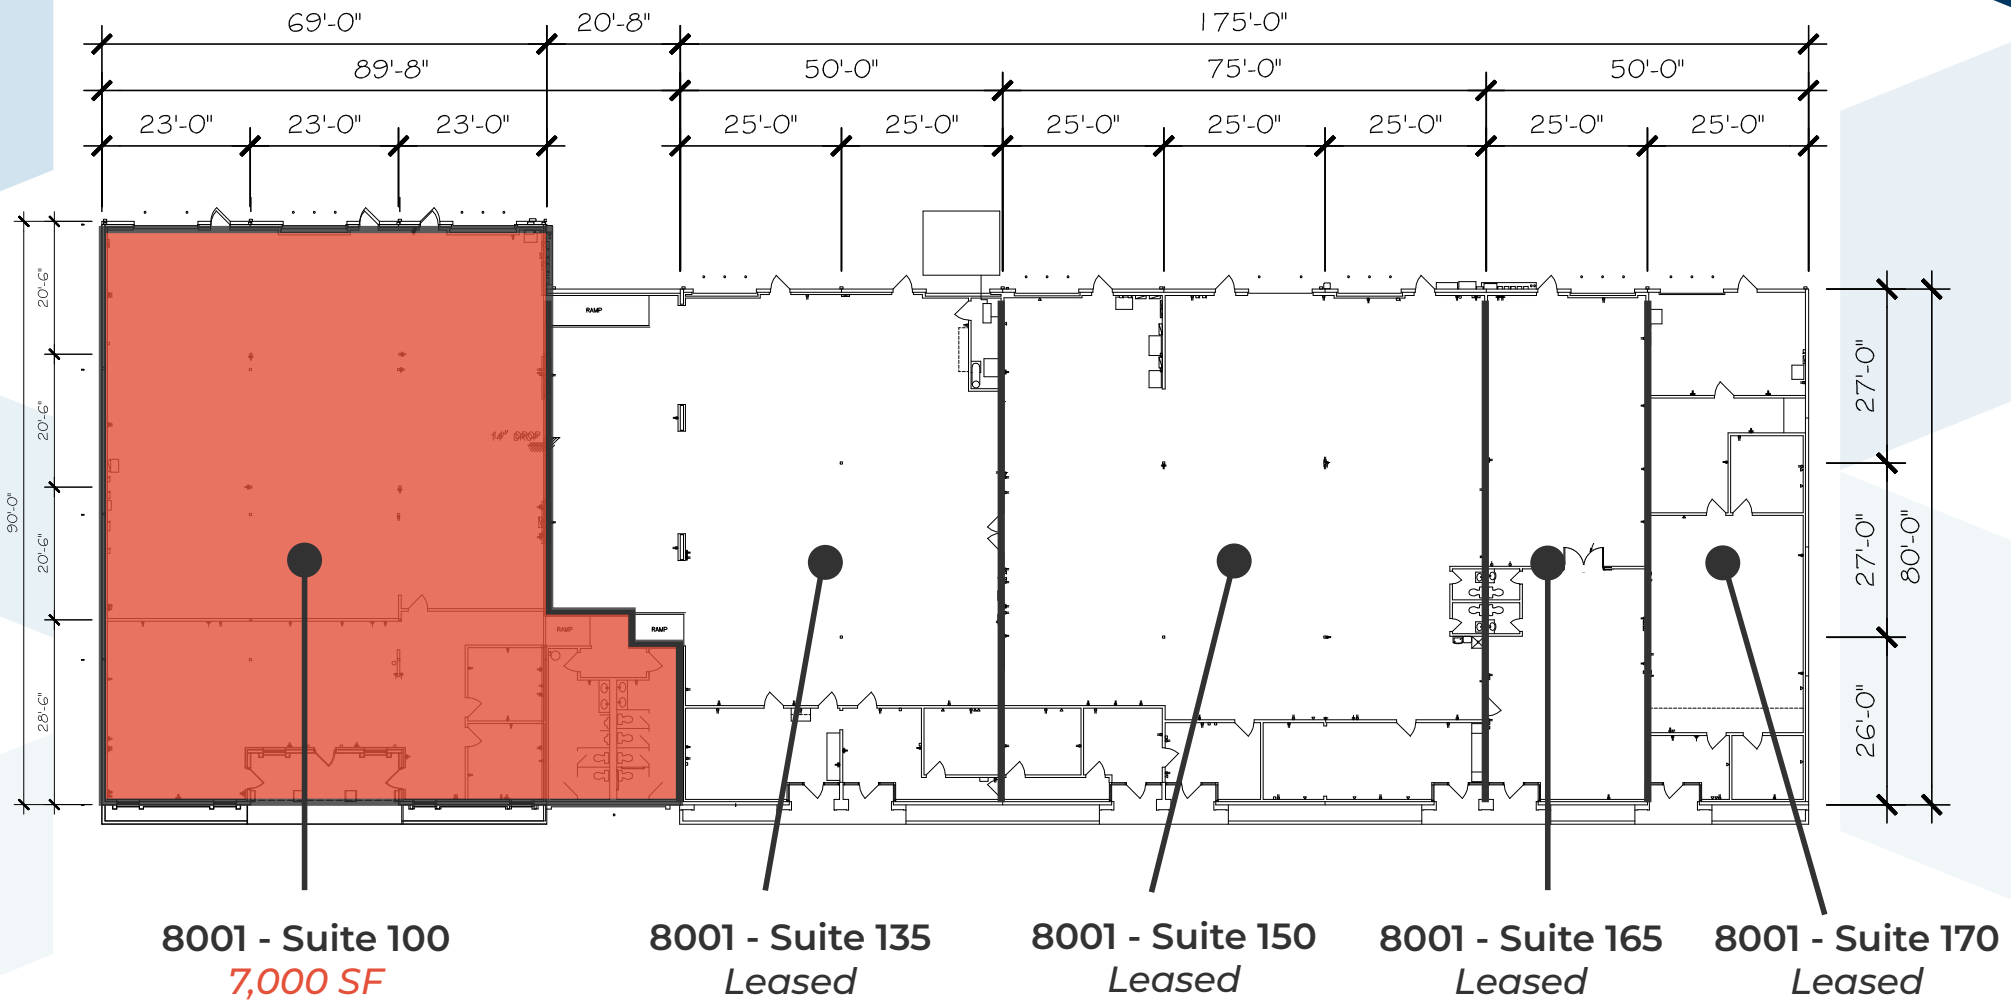 69'-0" 20'-8" 175'-0"
89'-8" 50'-0" 75'-0" 50'-0"
23'-0" 23'-0" 23'-0" 25'-0" 25'-0" 25'-0" 25'-0" 25'-0" 25'-0" 25'-0"
20'-6"
RAMP
27'-0"
20'-6"
14" DROP
90'-0"
20'-6"
27'-0"
80'-0"
RAMP
RAMP
28'-6"
26'-0"
8001 - Suite 100
7,000 SF
8001 - Suite 135
Leased
8001 - Suite 150
Leased
8001 - Suite 165
Leased
8001 - Suite 170
Leased